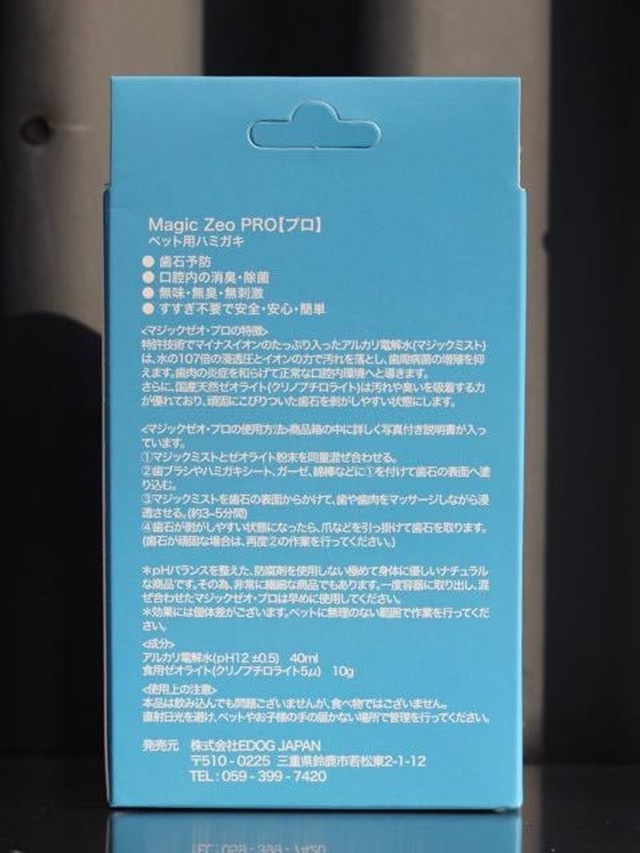 Magic Zeo PRO【プロ】
ペット用ハミガキ
● 歯石予防
● 口腔内の消臭・除菌
● 無味・無臭・無刺激
● すすぎ不要で安全・安心・簡単
<マジックゼオ・プロの特徴>
特許技術でマイナスイオンのたっぷり入ったアルカリ電解水(マジックミスト)
は、水の107倍の浸透圧とイオンの力で汚れを落とし、歯周病菌の増殖を抑
えます。歯肉の炎症を和らげて正常な口腔内環境へと導きます。
さらに、国産天然ゼオライト(クリノプチロライト)は汚れや臭いを吸着する力
が優れており、頑固にこびりついた歯石を剥がしやすい状態にします。
<マジックゼオ・プロの使用方法>商品箱の中に詳しく写真付き説明書が入っ
ています。
①マジックミストとゼオライト粉末を同量混ぜ合わせる。
②歯ブラシやハミガキシート、ガーゼ、綿棒などに①を付けて歯石の表面へ塗
り込む。
③マジックミストを歯石の表面からかけて、歯や歯肉をマッサージしながら浸
透させる。(約3~5分間)
④歯石が剥がしやすい状態になったら、爪などを引っ掛けて歯石を取ります。
(歯石が頑固な場合は、再度②の作業を行ってください。)
＊pHバランスを整えた、防腐剤を使用しない極めて身体に優しいナチュラル
な商品です。その為、非常に繊細な商品でもあります。一度容器に取り出し、混
ぜ合わせたマジックゼオ・プロは早めに使用してください。
＊効果には個体差がございます。ペットに無理のない範囲で作業を行ってくだ
さい。
<成分>
アルカリ電解水(pH12 ±0.5) 40ml
食用ゼオライト(クリノプチロライト5μ) 10g
<使用上の注意>
本品は飲み込んでも問題ございませんが、食べ物ではございません。
直射日光を避け、ペットやお子様の手の届かない場所で管理を行ってください。
発売元 株式会社EDOG JAPAN
〒510-0225 三重県鈴鹿市若松東2-1-12
TEL : 059-399-7420